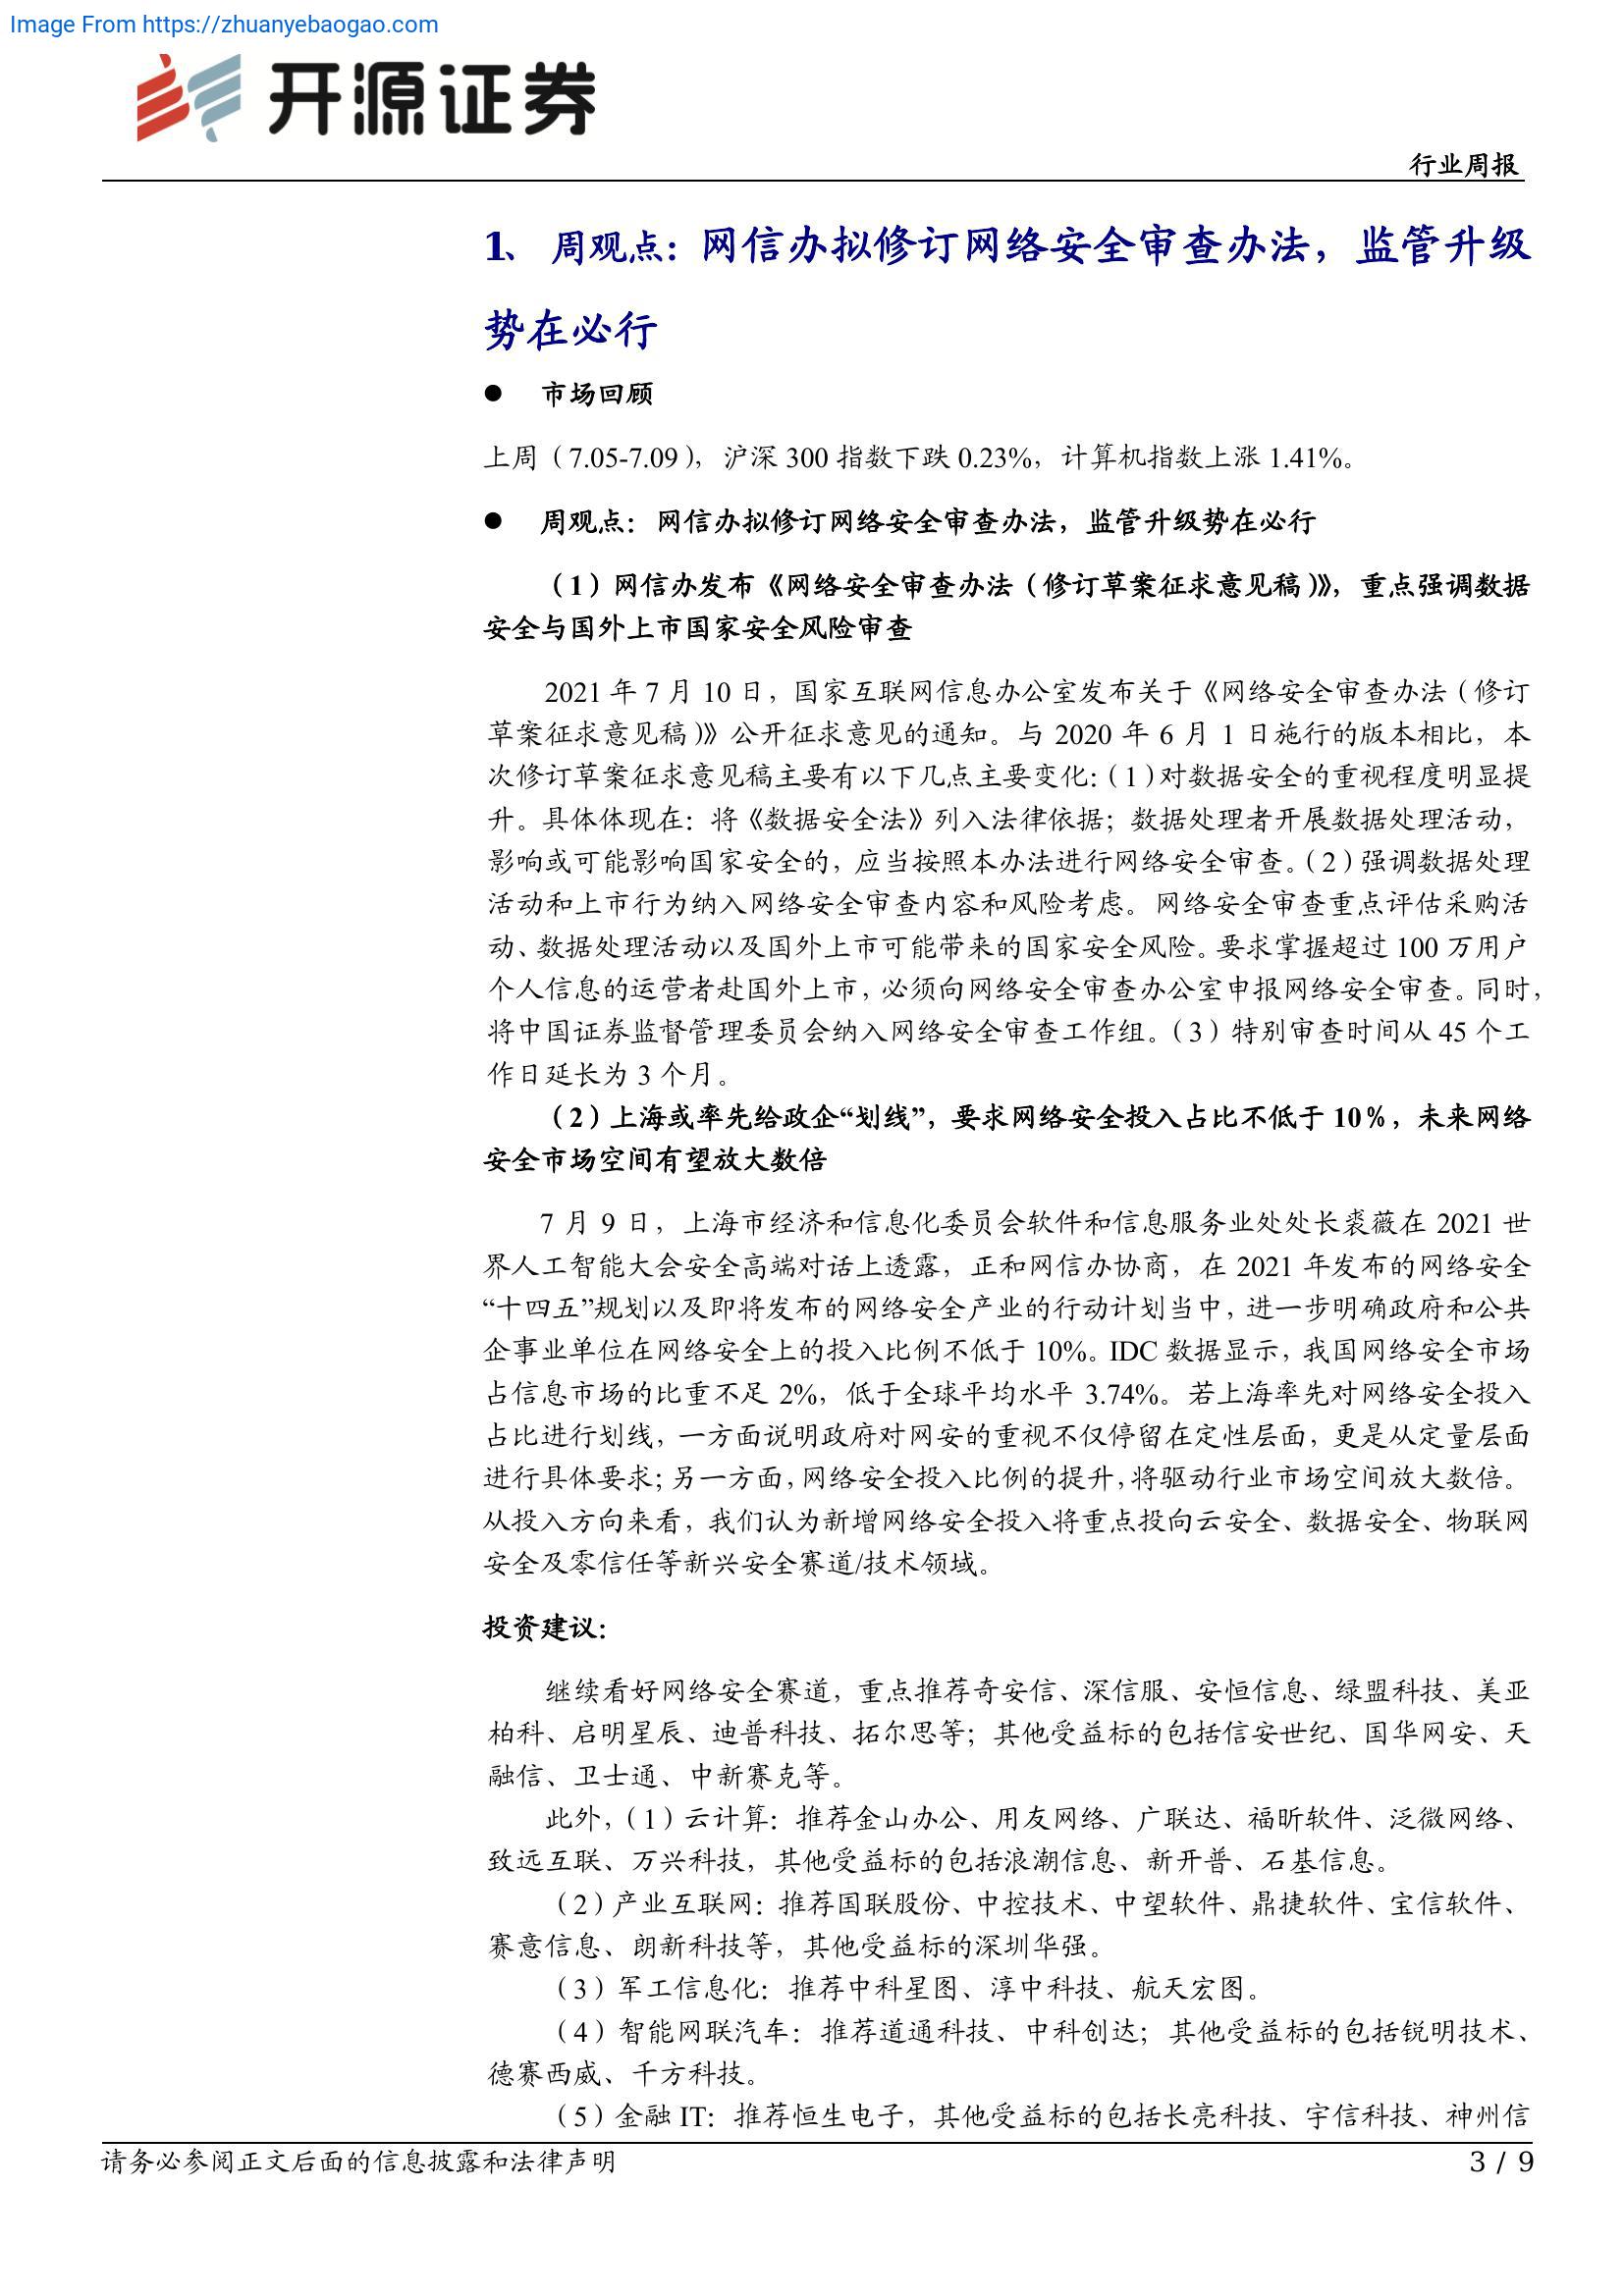 Image From https://zhuanyebaogao.com
开源证券
行业周报
1、 周观点：网信办拟修订网络安全审查办法，监管升级
势在必行
● 市场回顾
上周（7.05-7.09），沪深 300 指数下跌 0.23%，计算机指数上涨 1.41%。
● 周观点： 网信办拟修订网络安全审查办法，监管升级势在必行
（1）网信办发布《网络安全审查办法（修订草案征求意见稿）》，重点强调数据
安全与国外上市国家安全风险审查
2021 年 7 月 10 日，国家互联网信息办公室发布关于《网络安全审查办法（修订
草案征求意见稿）》公开征求意见的通知。与 2020 年 6 月 1 日施行的版本相比，本
次修订草案征求意见稿主要有以下几点主要变化：（1）对数据安全的重视程度明显提
升。具体体现在：将《数据安全法》列入法律依据；数据处理者开展数据处理活动，
影响或可能影响国家安全的，应当按照本办法进行网络安全审查。（2）强调数据处理
活动和上市行为纳入网络安全审查内容和风险考虑。网络安全审查重点评估采购活
动、数据处理活动以及国外上市可能带来的国家安全风险。要求掌握超过 100 万用户
个人信息的运营者赴国外上市，必须向网络安全审查办公室申报网络安全审查。同时，
将中国证券监督管理委员会纳入网络安全审查工作组。（3）特别审查时间从 45 个工
作日延长为 3 个月。
（2）上海或率先给政企“划线”，要求网络安全投入占比不低于 10％，未来网络
安全市场空间有望放大数倍
7 月 9 日，上海市经济和信息化委员会软件和信息服务业处处长裘薇在 2021 世
界人工智能大会安全高端对话上透露，正和网信办协商，在 2021 年发布的网络安全
“十四五”规划以及即将发布的网络安全产业的行动计划当中，进一步明确政府和公共
企事业单位在网络安全上的投入比例不低于 10%。IDC 数据显示，我国网络安全市场
占信息市场的比重不足 2%，低于全球平均水平 3.74%。若上海率先对网络安全投入
占比进行划线，一方面说明政府对网安的重视不仅停留在定性层面，更是从定量层面
进行具体要求；另一方面，网络安全投入比例的提升，将驱动行业市场空间放大数倍。
从投入方向来看，我们认为新增网络安全投入将重点投向云安全、数据安全、物联网
安全及零信任等新兴安全赛道/技术领域。
投资建议：
继续看好网络安全赛道，重点推荐奇安信、深信服、安恒信息、绿盟科技、美亚
柏科、启明星辰、迪普科技、拓尔思等；其他受益标的包括信安世纪、国华网安、天
融信、卫士通、中新赛克等。
此外，（1）云计算：推荐金山办公、用友网络、广联达、福昕软件、泛微网络、
致远互联、万兴科技，其他受益标的包括浪潮信息、新开普、石基信息。
（2）产业互联网：推荐国联股份、中控技术、中望软件、鼎捷软件、宝信软件、
赛意信息、朗新科技等，其他受益标的深圳华强。
（3）军工信息化：推荐中科星图、淳中科技、航天宏图。
（4）智能网联汽车：推荐道通科技、中科创达；其他受益标的包括锐明技术、
德赛西威、千方科技。
（5）金融 IT：推荐恒生电子，其他受益标的包括长亮科技、宇信科技、神州信
请务必参阅正文后面的信息披露和法律声明
3 / 9